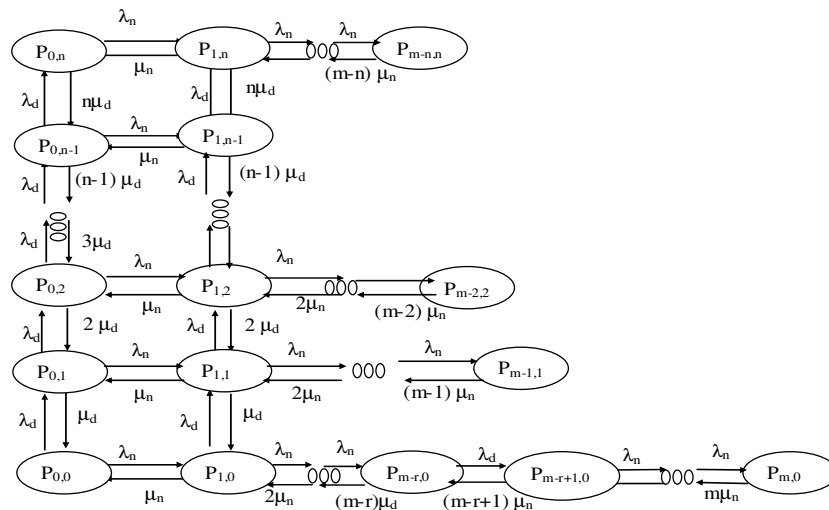 λn λn λn
P0,n P1,n Pm-n,n
μn (m-n) μn
λd nμd λd nμd
λn
P0,n-1 P1,n-1
μn
λd (n-1) μd λd (n-1) μd
λd 3μd
λn λn
P0,2 P1,2 Pm-2,2
μn 2μn (m-2) μn
λd 2 μd λd 2 μd
λn λn λn
P0,1 P1,1 Pm-1,1
μn 2μn (m-1) μn
λd μd λd μd
λn λn λn λd λn λn
P0,0 P1,0 Pm-r,0 Pm-r+1,0 Pm,0
μn 2μn (m-r)μd (m-r+1) μn mμn